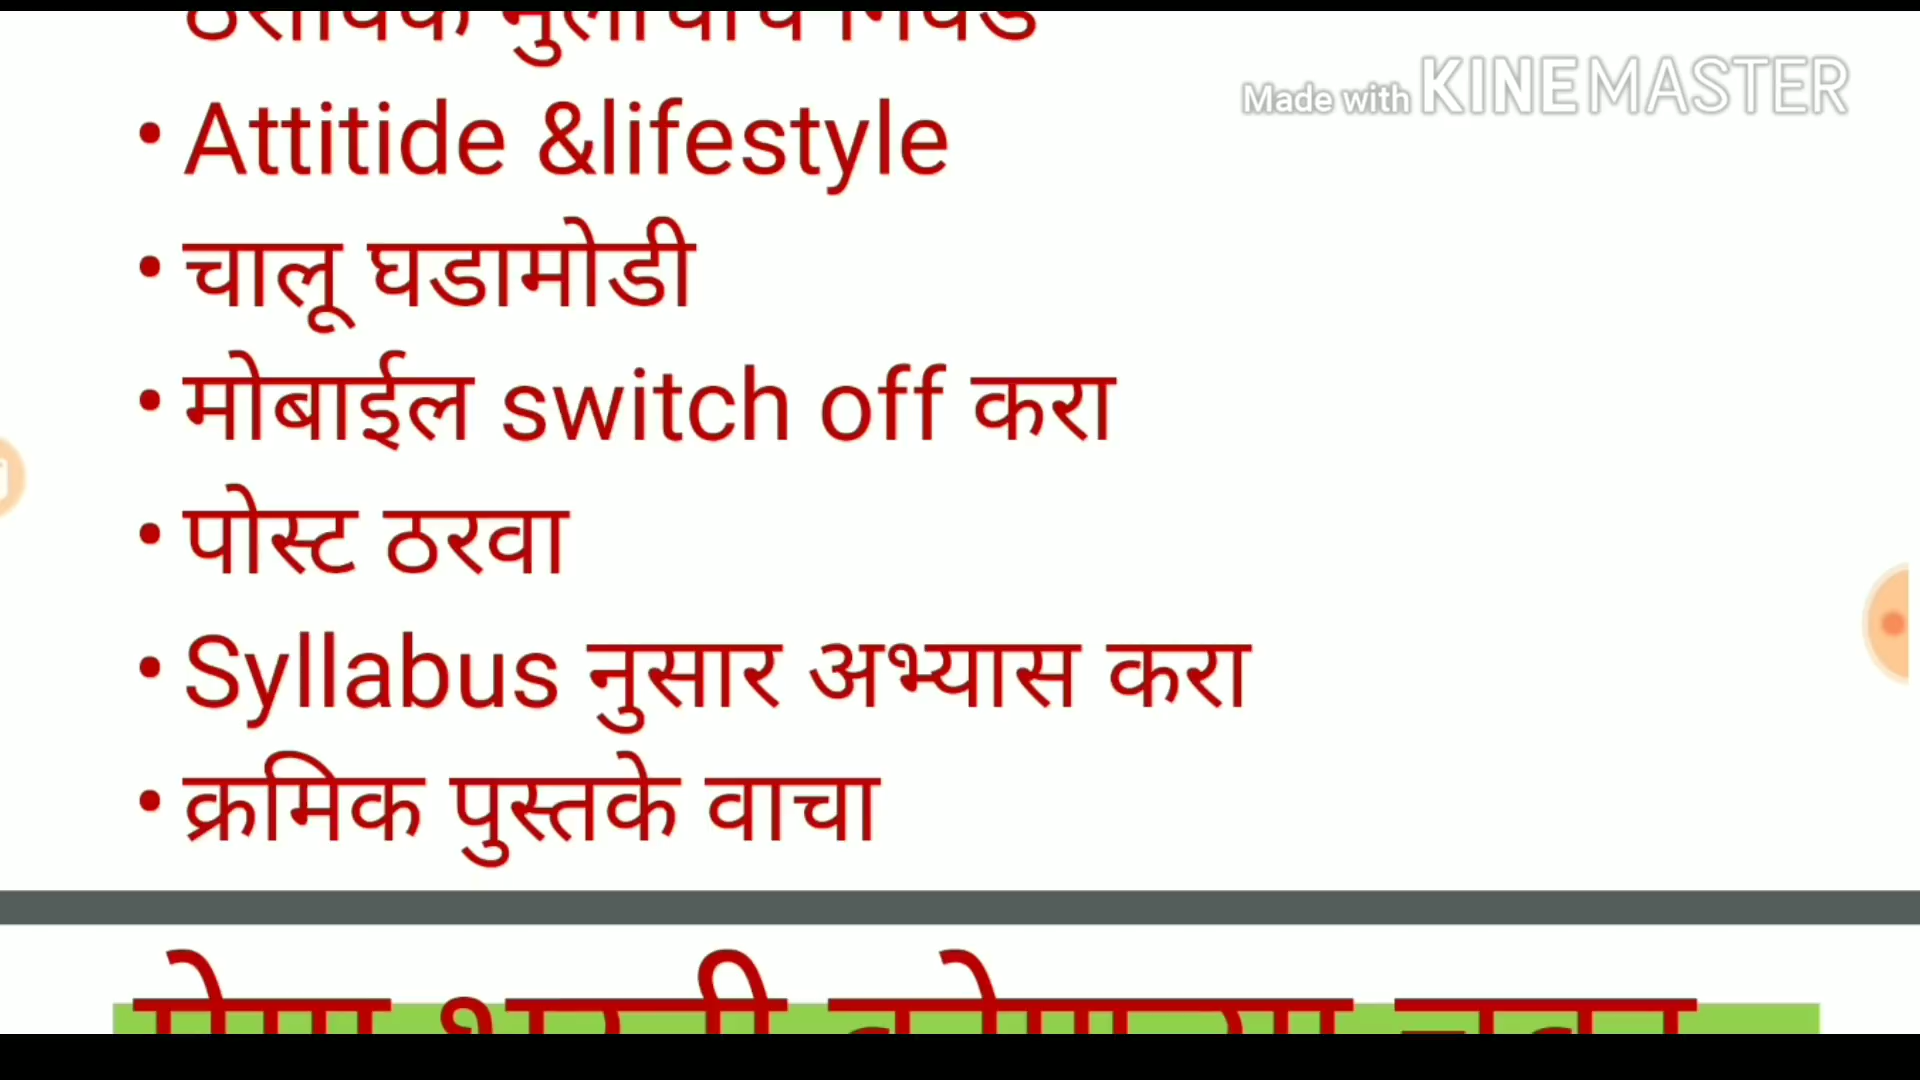 Made with KINEMASTER
• Attitide &lifestyle
• चालू घडामोडी
• मोबाईल switch off करा
• पोस्ट ठरवा
• Syllabus नुसार अभ्यास करा
• क्रमिक पुस्तके वाचा